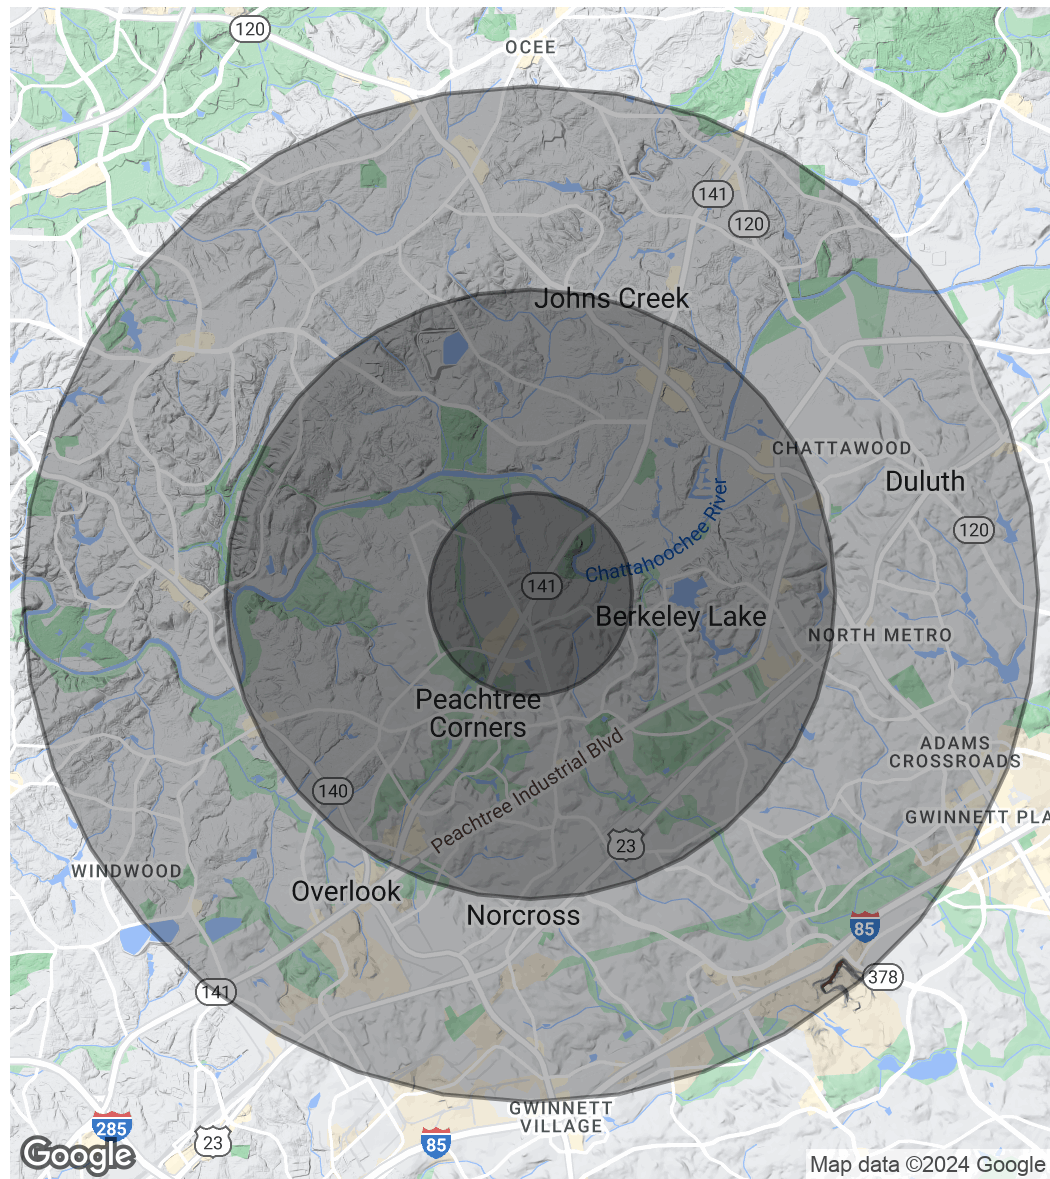 120
OCEE
141
120
Johns Creek
CHATTAWOOD
Duluth
120
Chattahoochee River
141
Berkeley Lake
NORTH METRO
Peachtree
Corners
Peachtree Industrial Blvd
ADAMS
CROSSROADS
140
GWINNETT PLA
23
WINDWOOD
Overlook
Norcross
85
378
141
GWINNETT
VILLAGE
285
23
85
Google
Map data ©2024 Google